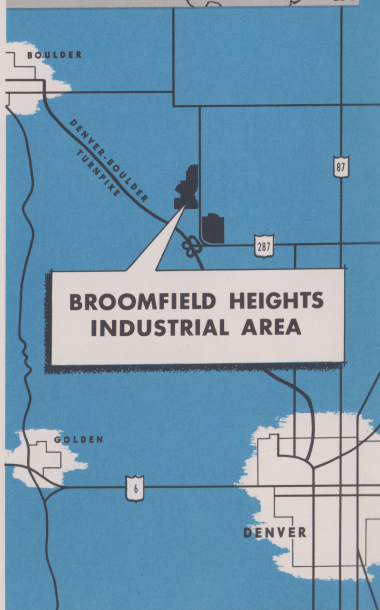 BOULDER
DENVER-BOULDER
TURNPIKE
87
287
BROOMFIELD HEIGHTS
INDUSTRIAL AREA
GOLDEN
6
DENVER